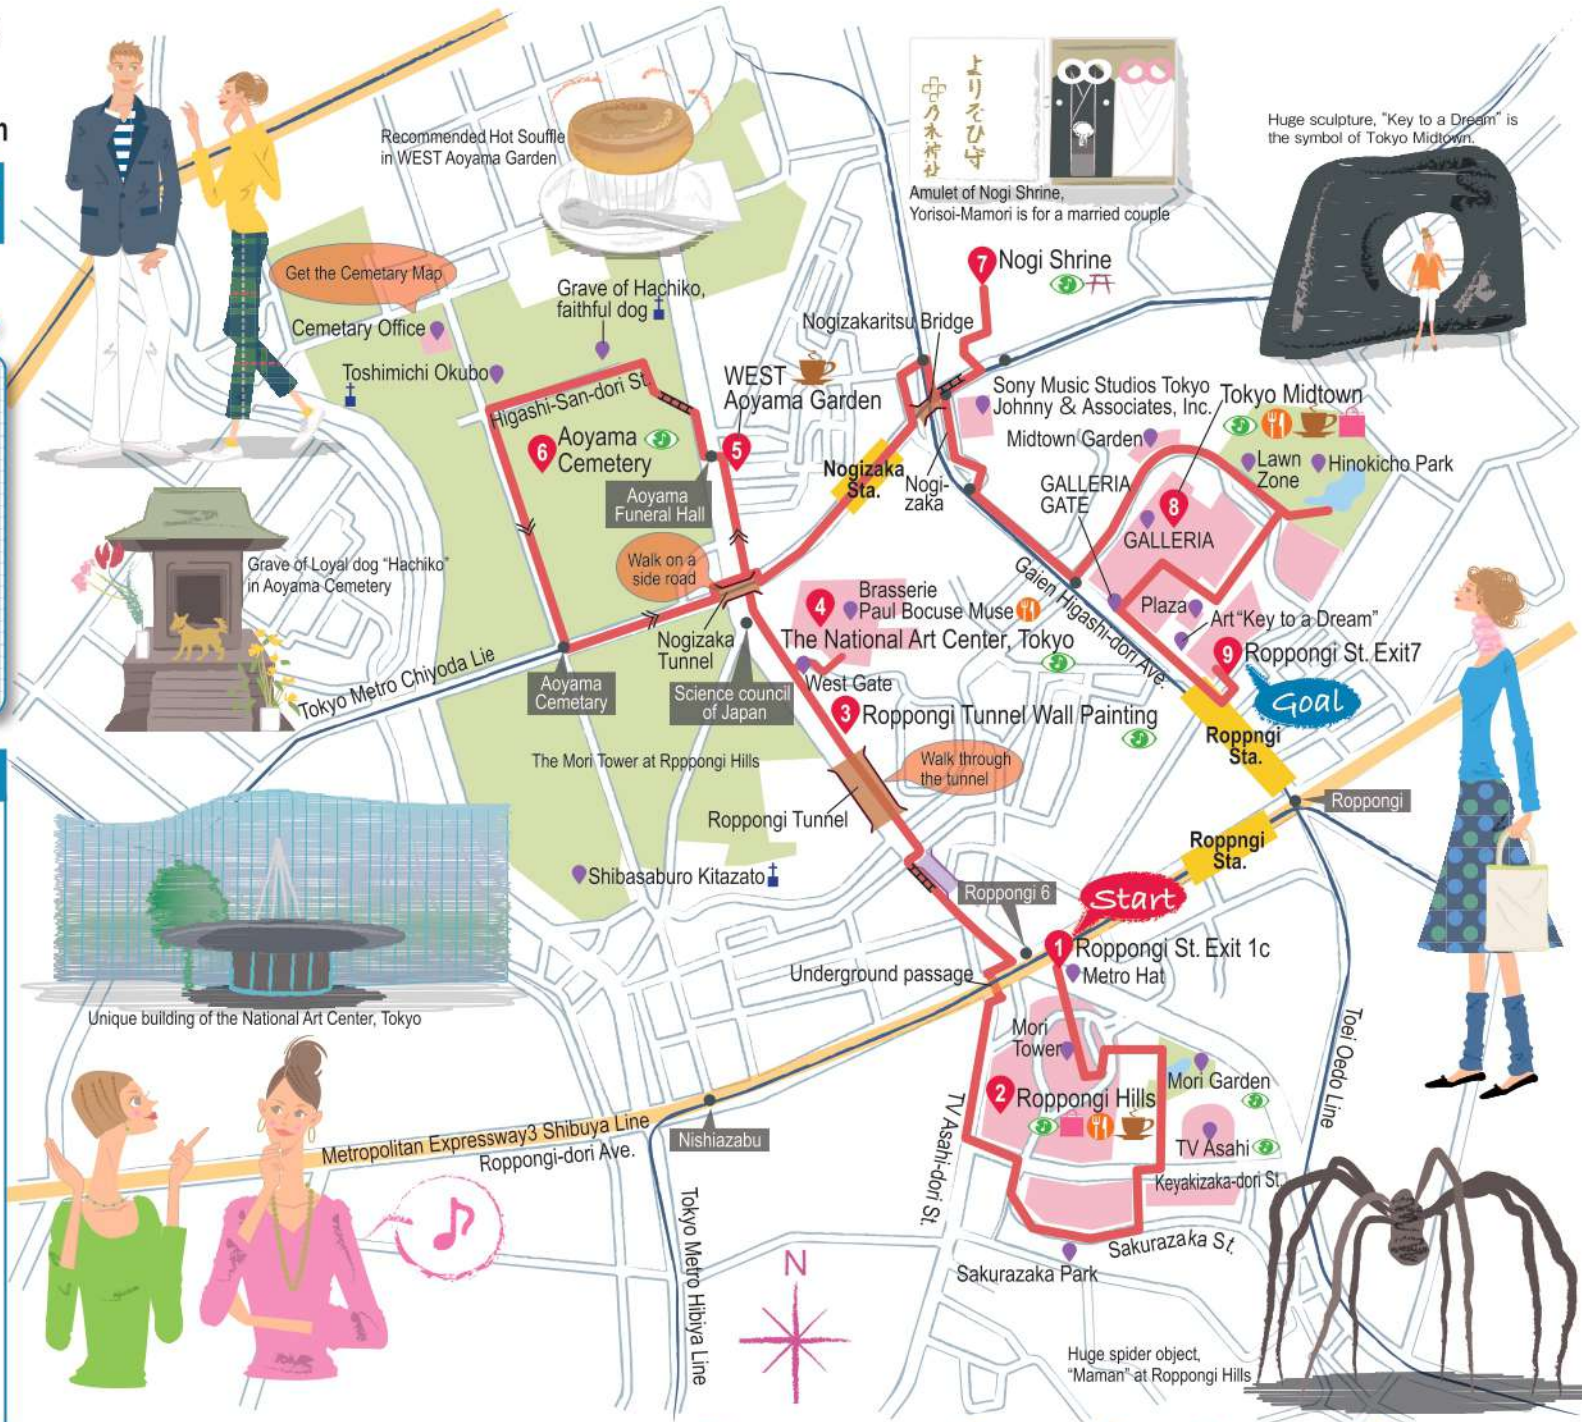 n
Recommended Hot Souffle
in WEST Aoyama Garden
よりそひ守
乃木神社
Amulet of Nogi Shrine,
Yorisoi-Mamori is for a married couple
Huge sculpture, "Key to a Dream" is
the symbol of Tokyo Midtown.
Get the Cemetary Map
Cemetary Office
Toshimichi Okubo
Grave of Hachiko,
faithful dog
Higashi-San-dori St.
6
Aoyama
Cemetery
WEST
Aoyama Garden
5
Aoyama
Funeral Hall
7
Nogi Shrine
Nogizakaritsu Bridge
Sony Music Studios Tokyo
Johnny & Associates, Inc.
Tokyo Midtown
Midtown Garden
Lawn
Zone
Hinokicho Park
Nogizaka
Sta.
Nogi-
zaka
GALLERIA
GATE
8
GALLERIA
Grave of Loyal dog "Hachiko"
in Aoyama Cemetery
Walk on a
side road
Gaien Higashi-dori Ave.
Plaza
Art "Key to a Dream"
4
Brasserie
Paul Bocuse Muse
The National Art Center, Tokyo
West Gate
Nogizaka
Tunnel
9
Roppongi St. Exit7
Goal
Tokyo Metro Chiyoda Lie
Aoyama
Cemetary
Science council
of Japan
3
Roppongi Tunnel Wall Painting
Walk through
the tunnel
The Mori Tower at Rpppongi Hills
Roppongi Tunnel
Roppngi
Sta.
Roppongi
Roppngi
Sta.
Shibasaburo Kitazato
Roppongi 6
Start
1
Roppongi St. Exit 1c
Metro Hat
Underground passage
Unique building of the National Art Center, Tokyo
Mori
Tower
2
Roppongi Hills
Mori Garden
TV Asahi
Keyakizaka-dori St.
Sakurazaka St.
Sakurazaka Park
TV Asahi-dori St.
Toei Oedo Line
Metropolitan Expressway3 Shibuya Line
Roppongi-dori Ave.
Nishiazabu
Tokyo Metro Hibiya Line
N
Huge spider object,
"Maman" at Roppongi Hills